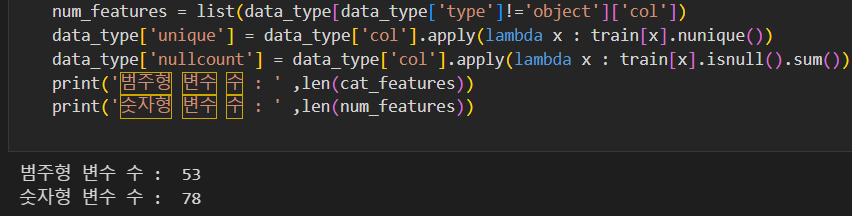 num_features = list(data_type[data_type['type']!='object']['col'])
data_type['unique'] = data_type['col'].apply(lambda x : train[x].nunique())
data_type['nullcount'] = data_type['col'].apply(lambda x : train[x].isnull().sum())
print('범주형 변수 수 : ' ,len(cat_features))
print('숫자형 변수 수 : ' ,len(num_features))
범주형 변수 수 :  53
숫자형 변수 수 :  78